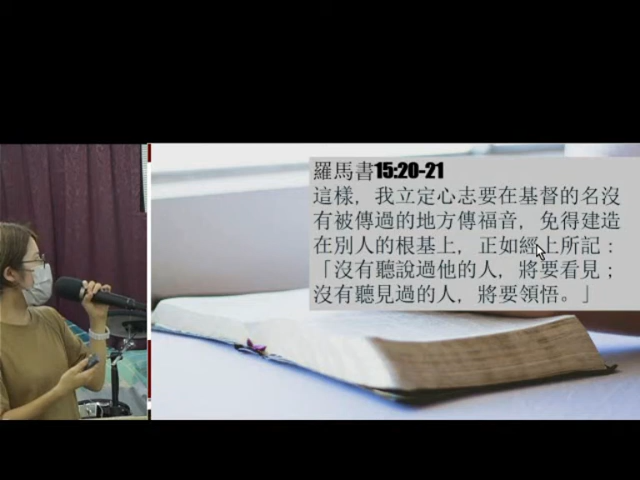 羅馬書15:20-21
這樣，我立定心志要在基督的名沒
有被傳過的地方傳福音，免得建造
在別人的根基上，正如經上所記：
「沒有聽說過他的人，將要看見；
沒有聽見過的人，將要領悟。」